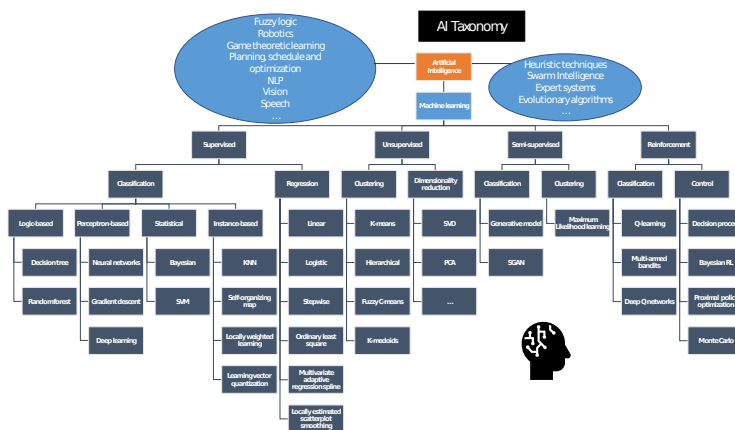 AI Taxonomy
Fuzzy logic
Robotics
Game theoretic learning
Planning, schedule and
optimization
NLP
Vision
Speech
…
Artificial
Intelligence
Heuristic techniques
Swarm Intelligence
Expert systems
Evolutionary algorithms
…
Machine learning
Supervised
Unsupervised
Semi-supervised
Reinforcement
Classification
Regression
Clustering
Dimensionality
reduction
Classification
Clustering
Classification
Control
Logic-based
Perceptron-based
Statistical
Instance-based
Linear
K-means
SVD
Generative model
Maximum
Likelihood learning
Q-learning
Decision proces
Decision tree
Neural networks
Bayesian
KNN
Logistic
Hierarchical
PCA
SGAN
Multi-armed
bandits
Bayesian RL
Random forest
Gradient descent
SVM
Self-organizing
map
Stepwise
Fuzzy C-means
…
Deep Q networks
Proximal policy
optimization
Deep learning
Locally weighted
learning
Ordinary least
square
K-medoids
Monte Carlo
Learning vector
quantization
Multivariate
adaptive
regression spline
Locally estimated
scatterplot
smoothing